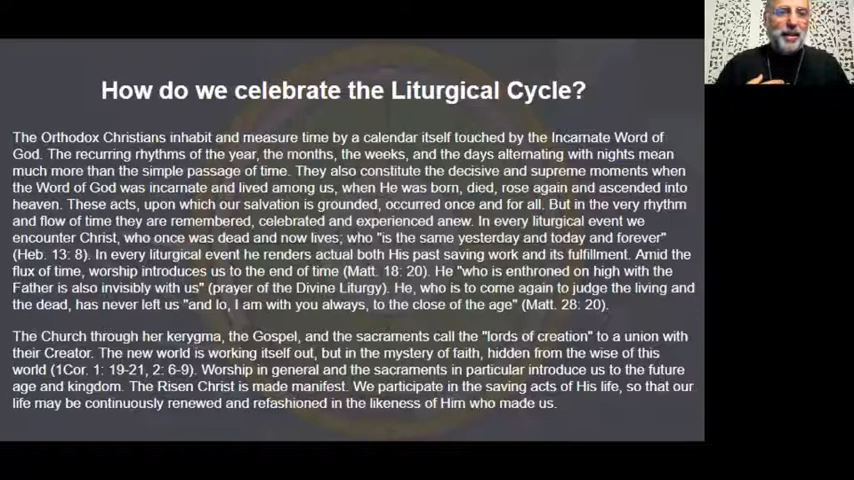 How do we celebrate the Liturgical Cycle?
The Orthodox Christians inhabit and measure time by a calendar itself touched by the Incarnate Word of
God. The recurring rhythms of the year, the months, the weeks, and the days alternating with nights mean
much more than the simple passage of time. They also constitute the decisive and supreme moments when
the Word of God was incarnate and lived among us, when He was born, died, rose again and ascended into
heaven. These acts, upon which our salvation is grounded, occurred once and for all. But in the very rhythm
and flow of time they are remembered, celebrated and experienced anew. In every liturgical event we
encounter Christ, who once was dead and now lives; who "is the same yesterday and today and forever"
(Heb. 13: 8). In every liturgical event he renders actual both His past saving work and its fulfillment. Amid the
flux of time, worship introduces us to the end of time (Matt. 18: 20). He "who is enthroned on high with the
Father is also invisibly with us" (prayer of the Divine Liturgy). He, who is to come again to judge the living and
the dead, has never left us "and lo, I am with you always, to the close of the age" (Matt. 28: 20).
The Church through her kerygma, the Gospel, and the sacraments call the "lords of creation" to a union with
their Creator. The new world is working itself out, but in the mystery of faith, hidden from the wise of this
world (1Cor. 1: 19-21, 2: 6-9). Worship in general and the sacraments in particular introduce us to the future
age and kingdom. The Risen Christ is made manifest. We participate in the saving acts of His life, so that our
life may be continuously renewed and refashioned in the likeness of Him who made us.